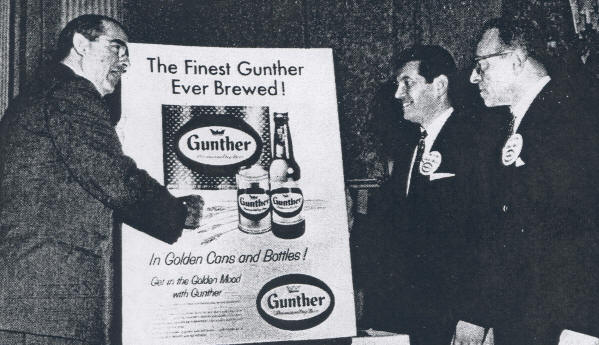 The Finest Gunther
Ever Brewed!
Gunther
Gunther
Gunther
In Golden Cans and Bottles!
Get in the Golden Mood
with Gunther
Gunther